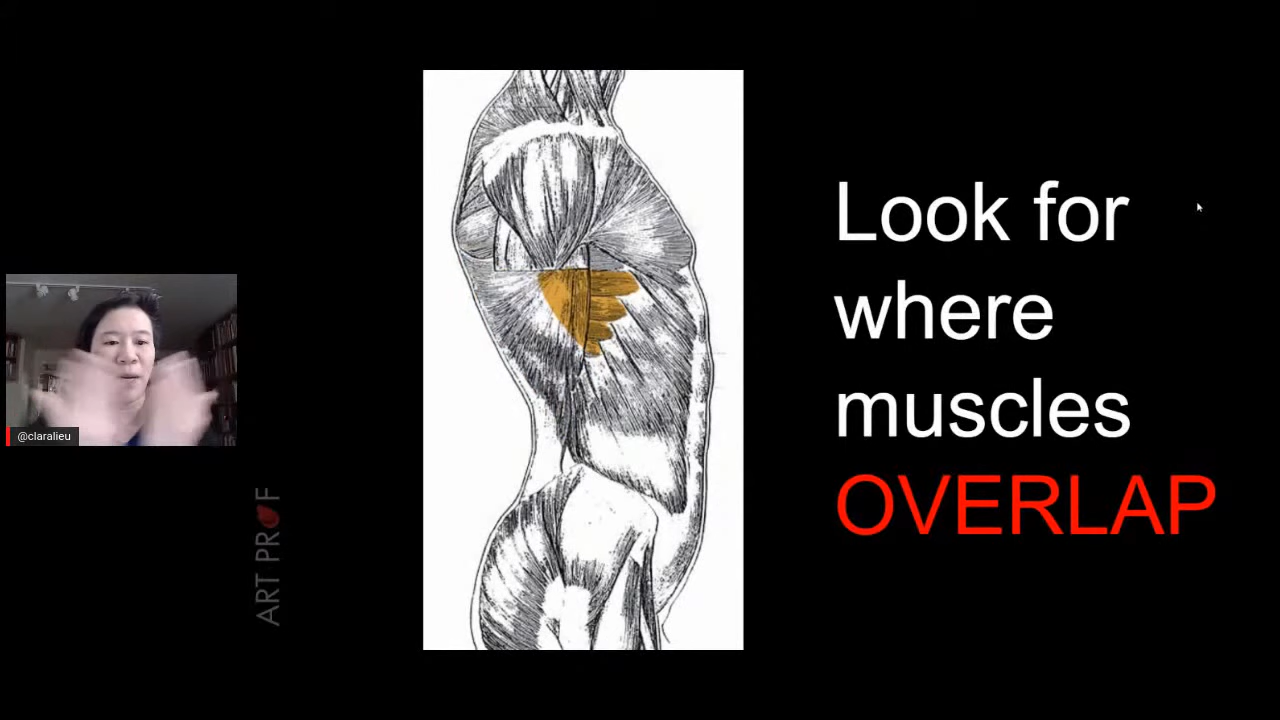 Look for
where
muscles
OVERLAP
@claralieu
ART PROF